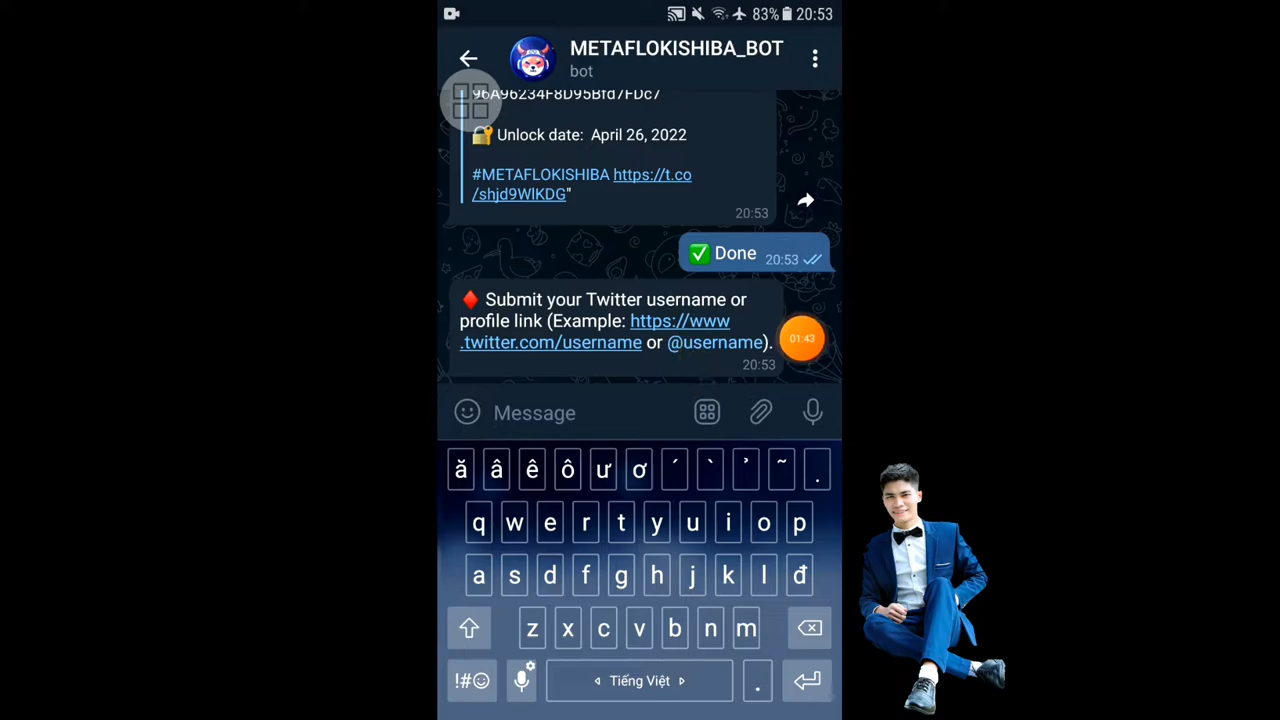 83% 20:53
METAFLOKISHIBA_BOT
bot
96A96234F8D95Bfd7FDc7
🔐 Unlock date: April 26, 2022
#METAFLOKISHIBA https://t.co
/shjd9WlKDG"
20:53
✅ Done 20:53
♦️ Submit your Twitter username or
profile link (Example: https://www
.twitter.com/username or @username).
20:53
01:43
Message
ă â ê ô ư ơ ´ ` ̉ ~ .
q w e r t y u i o p
a s d f g h j k l đ
z x c v b n m
!#☺ Tiếng Việt .